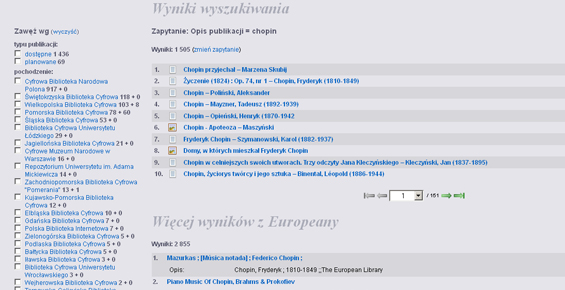 Wyniki wyszukiwania
Zawęź wg (wyczyść)
typu publikacji:
dostępne 1 436
planowane 69
pochodzenie:
Cyfrowa Biblioteka Narodowa
Polona 917 + 0
Świętokrzyska Biblioteka Cyfrowa 118 + 0
Wielkopolska Biblioteka Cyfrowa 103 + 8
Pomorska Biblioteka Cyfrowa 78 + 60
Śląska Biblioteka Cyfrowa 53 + 0
Biblioteka Cyfrowa Uniwersytetu
Łódzkiego 29 + 0
Jagiellońska Biblioteka Cyfrowa 21 + 0
Cyfrowe Muzeum Narodowe w
Warszawie 16 + 0
Repozytorium Uniwersytetu im. Adama
Mickiewicza 14 + 0
Zachodniopomorska Biblioteka Cyfrowa
"Pomerania" 13 + 1
Kujawsko-Pomorska Biblioteka
Cyfrowa 12 + 0
Elbląska Biblioteka Cyfrowa 10 + 0
Gdańska Biblioteka Cyfrowa 7 + 0
Polska Biblioteka Internetowa 7 + 0
Zielonogórska Biblioteka Cyfrowa 5 + 0
Podlaska Biblioteka Cyfrowa 5 + 0
Bałtycka Biblioteka Cyfrowa 5 + 0
Iławska Biblioteka Cyfrowa 3 + 0
Biblioteka Cyfrowa Uniwersytetu
Wrocławskiego 3 + 0
Wejherowska Biblioteka Cyfrowa 2 + 0
Zapytanie: Opis publikacji = chopin
Wyniki: 1 505 (zmień zapytanie)
1. Chopin przyjechał – Marzena Skubij
2. Życzenie (1824) ; Op. 74, nr 1 – Chopin, Fryderyk (1810-1849)
3. Chopin – Poliński, Aleksander
4. Chopin – Mayzner, Tadeusz (1892-1939)
5. Chopin – Opieński, Henryk (1870-1942
6. Chopin - Apoteoza – Maszyński
7. Fryderyk Chopin – Szymanowski, Karol (1882-1937)
8. Domy, w których mieszkał Fryderyk Chopin
9. Chopin w celniejszych swoich utworach. Trzy odczyty Jana Kleczyńskiego – Kleczyński, Jan (1837-1895)
10. Chopin, życiorys twórcy i jego sztuka – Binental, Léopold (1886-1944)
1 / 151
Więcej wyników z Europeany
Wyniki: 2 855
1. Mazurkas ; [Música notada] ; Federico Chopin ;
Opis: Chopin, Fryderyk ; 1810-1849 ;,The European Library
2. Piano Music Of Chopin, Brahms & Prokofiev